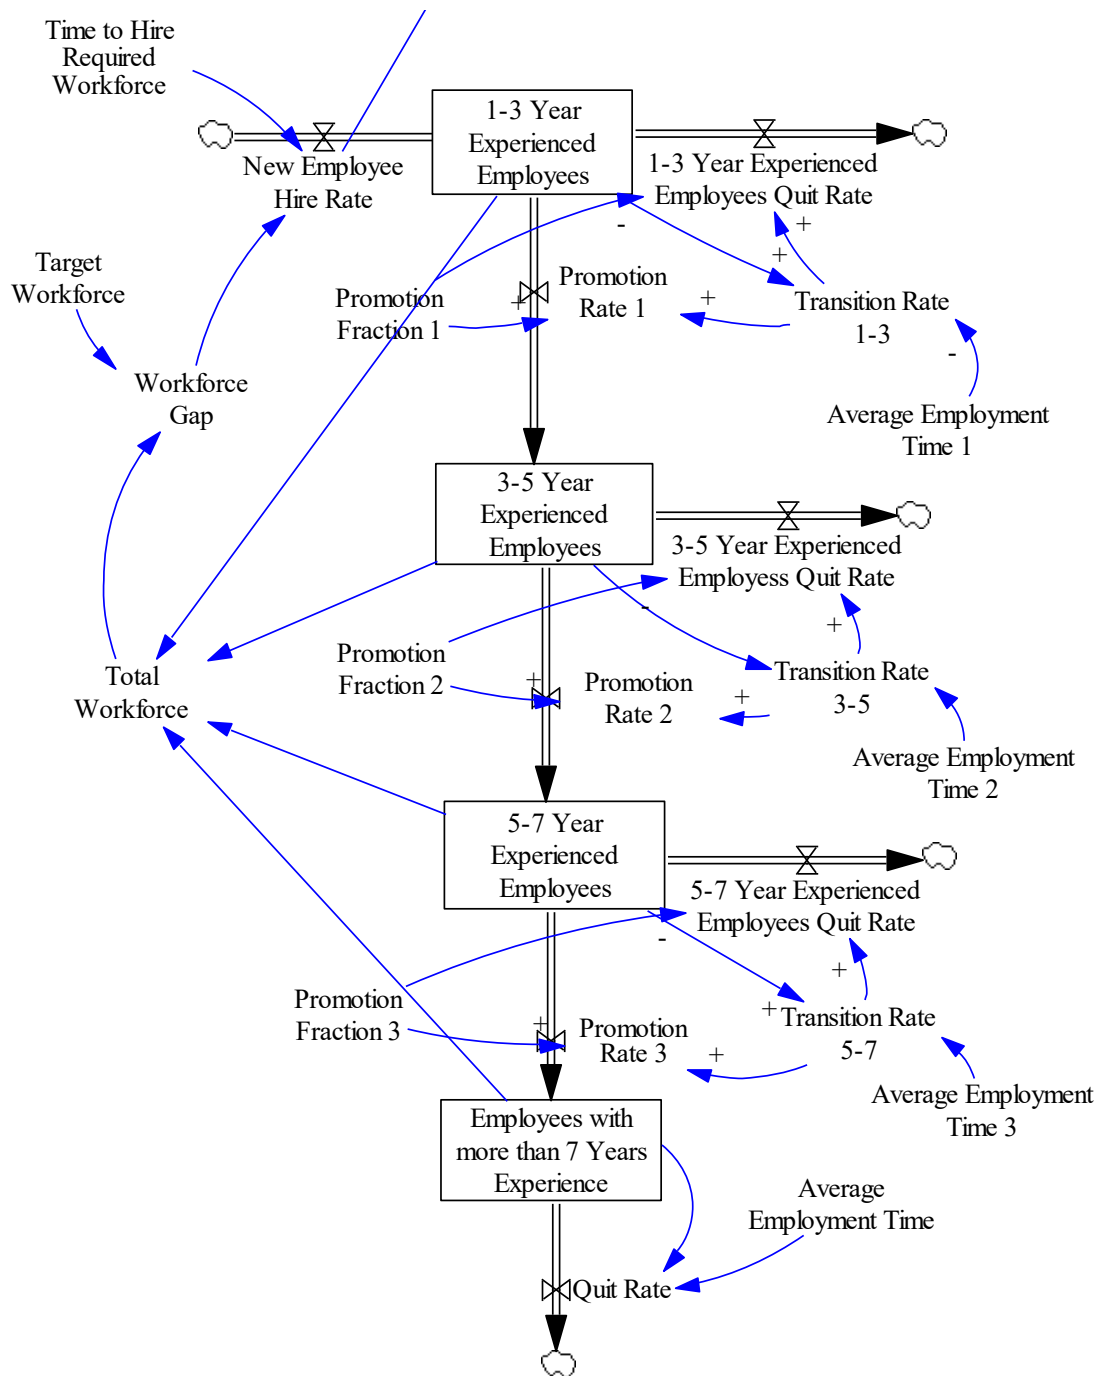 Time to Hire
Required
Workforce
1-3 Year
Experienced
Employees
New Employee
Hire Rate
1-3 Year Experienced
Employees Quit Rate
-
+
+
Target
Workforce
Promotion
Fraction 1
+
Promotion
Rate 1
+
Transition Rate
1-3
-
Workforce
Gap
Average Employment
Time 1
3-5 Year
Experienced
Employees
3-5 Year Experienced
Employess Quit Rate
-
+
Promotion
Fraction 2
+
Promotion
Rate 2
+
Transition Rate
3-5
Total
Workforce
Average Employment
Time 2
5-7 Year
Experienced
Employees
5-7 Year Experienced
Employees Quit Rate
-
+
Promotion
Fraction 3
+
Promotion
Rate 3
+
+
Transition Rate
5-7
Average Employment
Time 3
Employees with
more than 7 Years
Experience
Average
Employment Time
Quit Rate